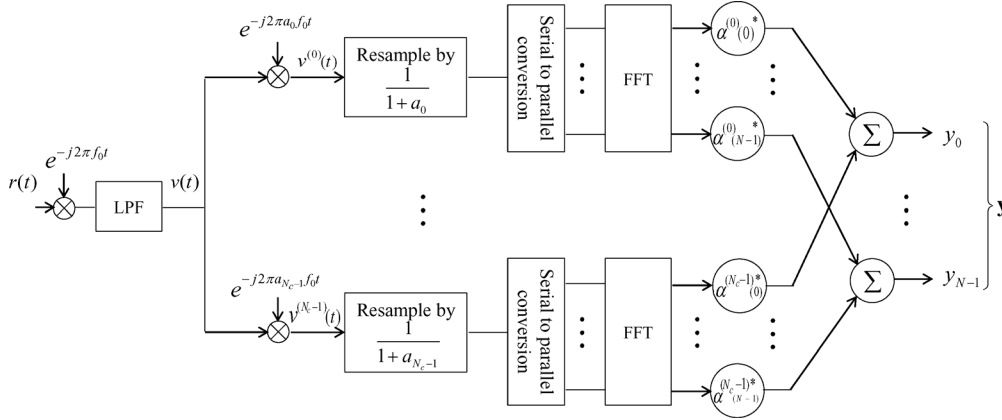 e^{-j2πa_0f_0t}
v^{(0)}(t)
Resample by
1
1+a_0
Serial to parallel
conversion
FFT
α^{(0)}(0)^*
α^{(0)}(N-1)^*
Σ
y_0
e^{-j2πf_0t}
r(t)
LPF
v(t)
y
e^{-j2πa_{N_c-1}f_0t}
v^{(N_c-1)}(t)
Resample by
1
1+a_{N_c-1}
Serial to parallel
conversion
FFT
α^{(N_c-1)*}(0)
α^{(N_c-1)*}(N-1)
Σ
y_{N-1}